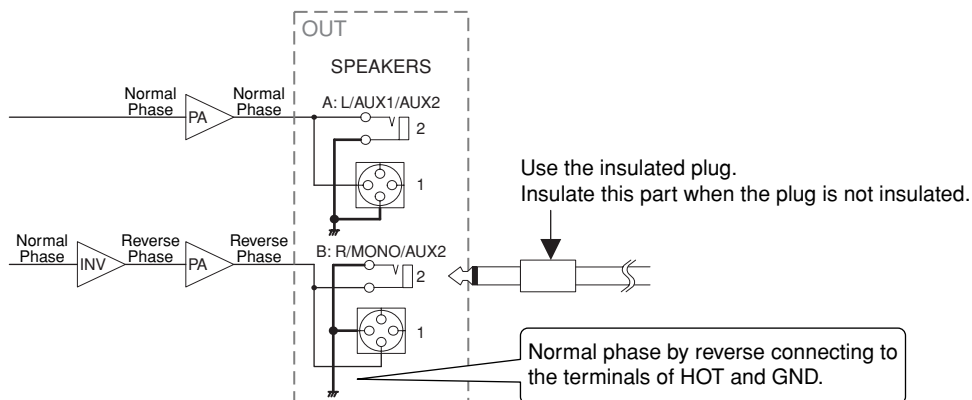 OUT
SPEAKERS
Normal
Phase
PA
Normal
Phase
A: L/AUX1/AUX2
2
1
Use the insulated plug.
Insulate this part when the plug is not insulated.
Normal
Phase
INV
Reverse
Phase
PA
Reverse
Phase
B: R/MONO/AUX2
2
1
Normal phase by reverse connecting to
the terminals of HOT and GND.